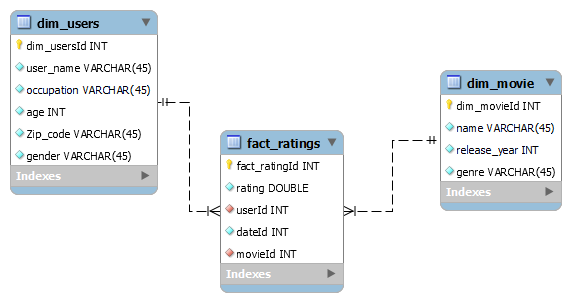 dim_users
dim_usersId INT
user_name VARCHAR(45)
occupation VARCHAR(45)
age INT
Zip_code VARCHAR(45)
gender VARCHAR(45)
Indexes
fact_ratings
fact_ratingId INT
rating DOUBLE
userId INT
dateId INT
movieId INT
Indexes
dim_movie
dim_movieId INT
name VARCHAR(45)
release_year INT
genre VARCHAR(45)
Indexes